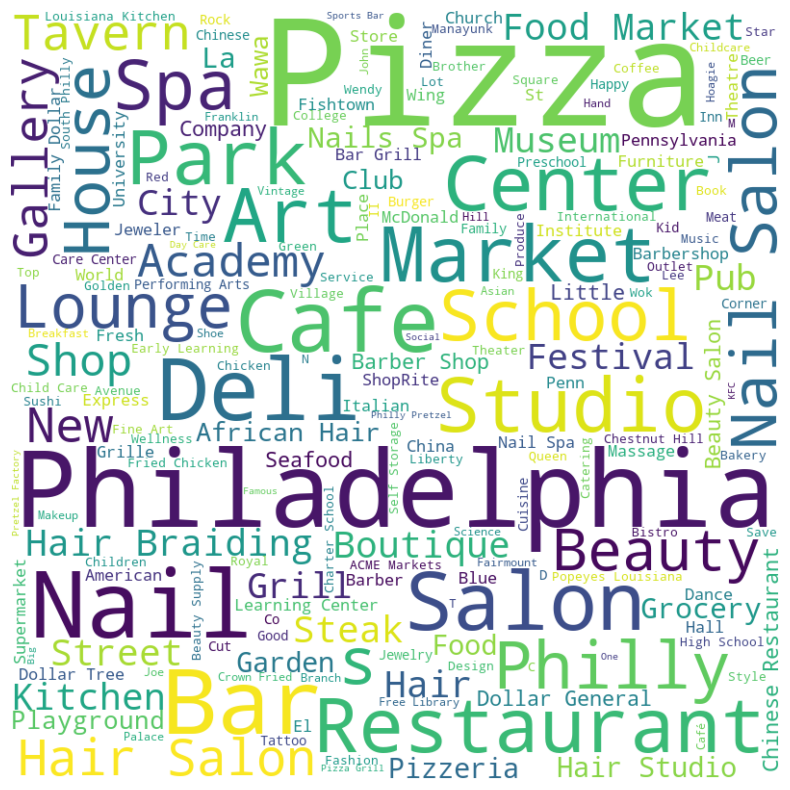 Louisiana Kitchen
Rock
Sports Bar
Church
Manayunk
Food Market
Star
Tavern
Chinese
La
Wawa
Pizza
Store
Diner
Childcare
South Philly
Spa
John
Brother
Square
Coffee
Beer
Gallery
House
Family Dollar
University
Franklin
Fishtown
Wendy
Lot
Wing
St
Happy
Theatre
Hoagie
Salon
Company
College
Hand
Inn
M
Park
Red
Nails Spa
Museum
Pennsylvania
Bar Grill
Preschool
Furniture
J
City
Art
Vintage
Club
Center
Book
Place
II
Burger
Institute
Jeweler
McDonald
Hill
International
Kid
Meat
Time
Green
Family
Produce
Music
Day Care
Market
Barbershop
Top
Care Center
Academy
Service
King
Outlet
Pub
World
Golden
Performing Arts
Village
Asian
Wok
Lee
Nail
Lounge
Cafe
School
Little
Corner
Fresh
Breakfast
Shoe
Social
Early Learning
N
Theater
Shop
Deli
Chicken
Barber Shop
Festival
Beauty Salon
Child Care
Avenue
ShopRite
Penn
KFC
Sushi
Express
Italian
Studio
New
Fine Art
Wellness
African Hair
Philly Pretzel
China
Nail Spa
Chestnut Hill
Bakery
Grille
Fried Chicken
Seafood
Self Storage
Liberty
Queen
Catering
Massage
Pretzel Factory
Philadelphia
Famous
Cuisine
Makeup
Hair Braiding
Charter School
Boutique
Science
Bistro
Save
Children
Royal
ACME Markets
Fairmount
Beauty
American
Beauty Supply
Grill
Barber
Blue
D
Popeyes Louisiana
Supermarket
Nail
Learning Center
Salon
Dance
Grocery
Co
Good
Steak
T
Hall
High School
Chinese Restaurant
Street
Cut
s
Food
Jewelry
Design
C
Philly
One
Style
Big
Dollar Tree
Joe
Garden
Crown Fried
Branch
Hair
Free Library
Dollar General
Kitchen
Bar
Playground
El
Restaurant
Café
Palace
Tattoo
Hair Salon
Fashion
Pizza Grill
Pizzeria
Hair Studio